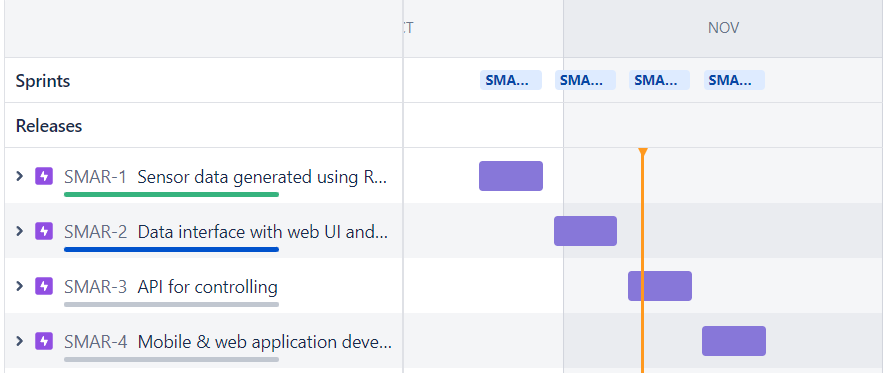 CT NOV
Sprints SMA... SMA... SMA... SMA...
Releases
SMAR-1 Sensor data generated using R...
SMAR-2 Data interface with web UI and...
SMAR-3 API for controlling
SMAR-4 Mobile & web application deve...